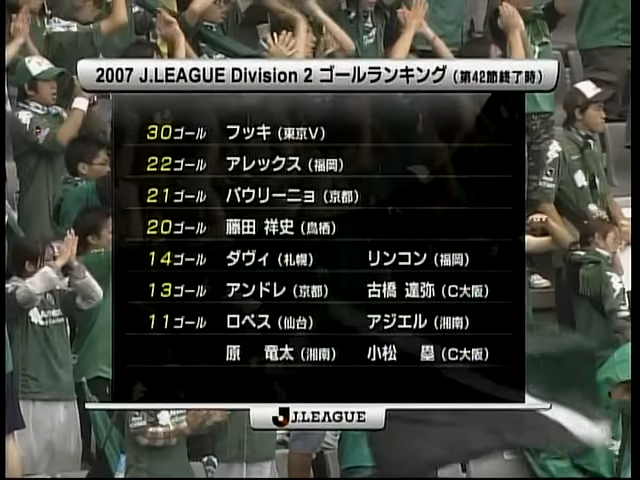 2007 J.LEAGUE Division 2 ゴールランキング (第42節終了時)
30ゴール フッキ (東京V)
22ゴール アレックス (福岡)
21ゴール パウリーニョ (京都)
20ゴール 藤田 祥史 (鳥栖)
14ゴール ダヴィ (札幌) リンコン (福岡)
13ゴール アンドレ (京都) 古橋 達弥 (C大阪)
11ゴール ロペス (仙台) アジエル (湘南)
原 竜太 (湘南) 小松 塁 (C大阪)
J.LEAGUE